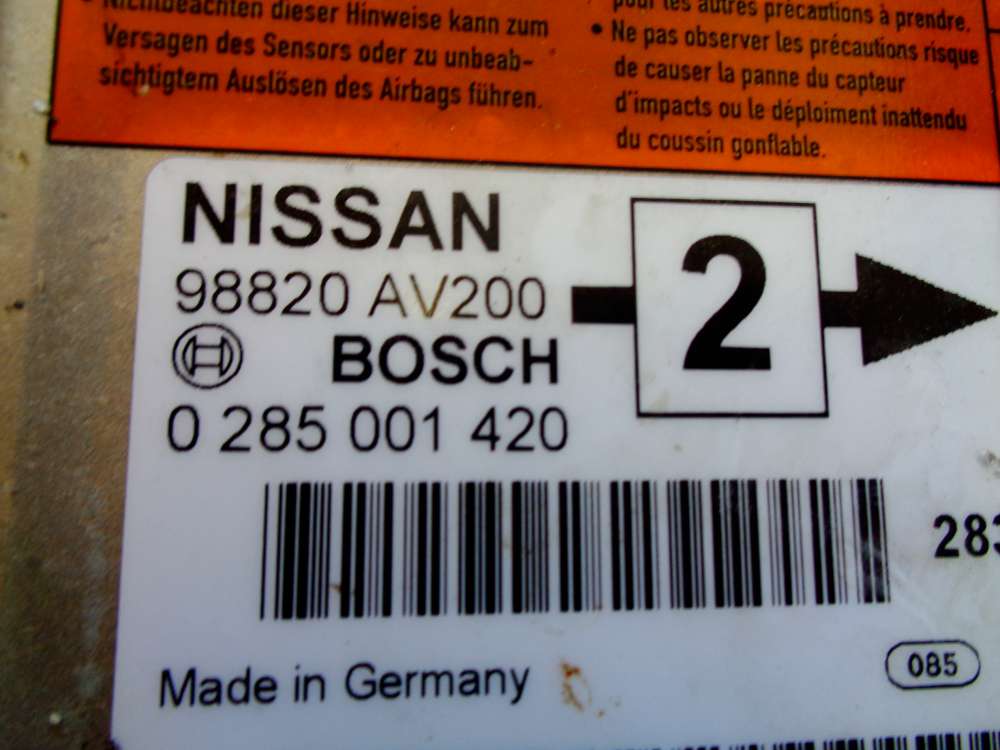 Nichtbeachten dieser Hinweise kann zum
Versagen des Sensors oder zu unbeab-
sichtigtem Auslösen des Airbags führen.
pour les autres précautions à prendre.
• Ne pas observer les précautions risque
de causer la panne du capteur
d'impacts ou le déploiment inattendu
du coussin gonflable.
NISSAN
98820 AV200
2
BOSCH
0 285 001 420
283
Made in Germany
085